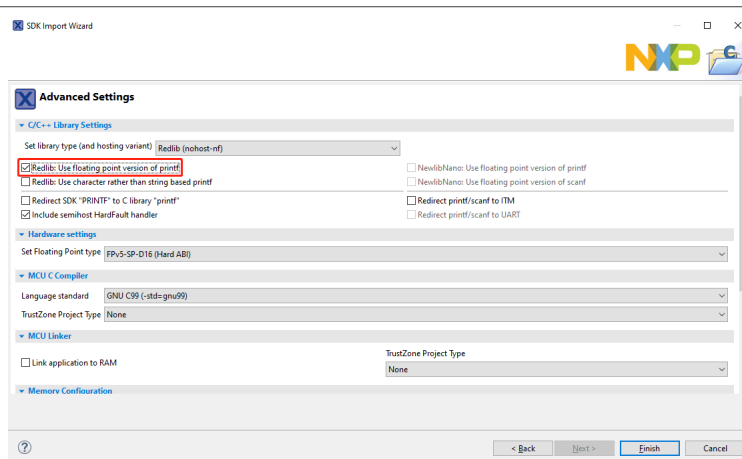 SDK Import Wizard
NXP
Advanced Settings
C/C++ Library Settings
Set library type (and hosting variant) Redlib (nohost-nf)
Redlib: Use floating point version of printf NewlibNano: Use floating point version of printf
Redlib: Use character rather than string based printf NewlibNano: Use floating point version of scanf
Redirect SDK "PRINTF" to C library "printf" Redirect printf/scanf to ITM
Include semihost HardFault handler Redirect printf/scanf to UART
Hardware settings
Set Floating Point type FPv5-SP-D16 (Hard ABI)
MCU C Compiler
Language standard GNU C99 (-std=gnu99)
TrustZone Project Type None
MCU Linker
Link application to RAM
TrustZone Project Type
None
Memory Configuration
< Back Next > Finish Cancel